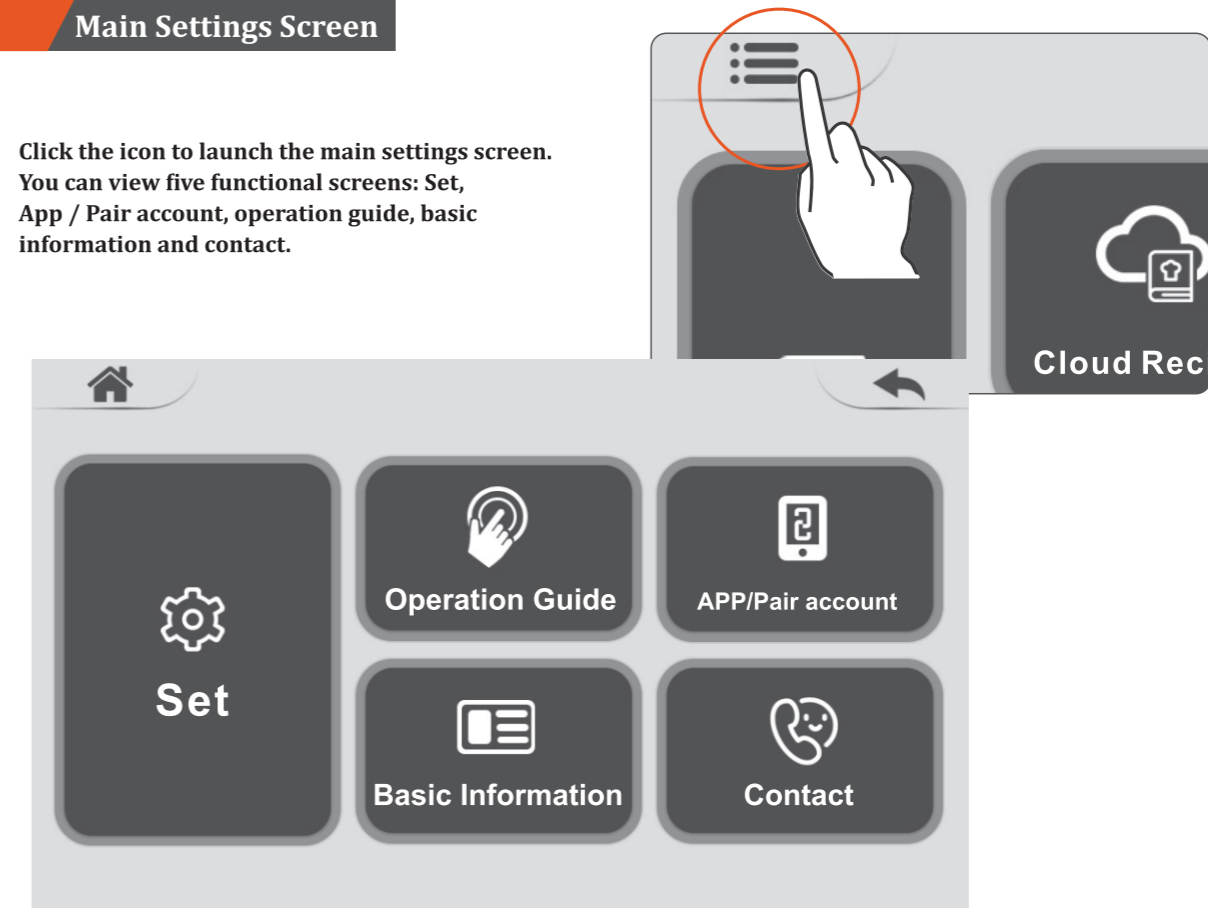 Main Settings Screen
Click the icon to launch the main settings screen.
You can view five functional screens: Set,
App / Pair account, operation guide, basic
information and contact.
Cloud Rec
Set
Operation Guide
APP/Pair account
Basic Information
Contact